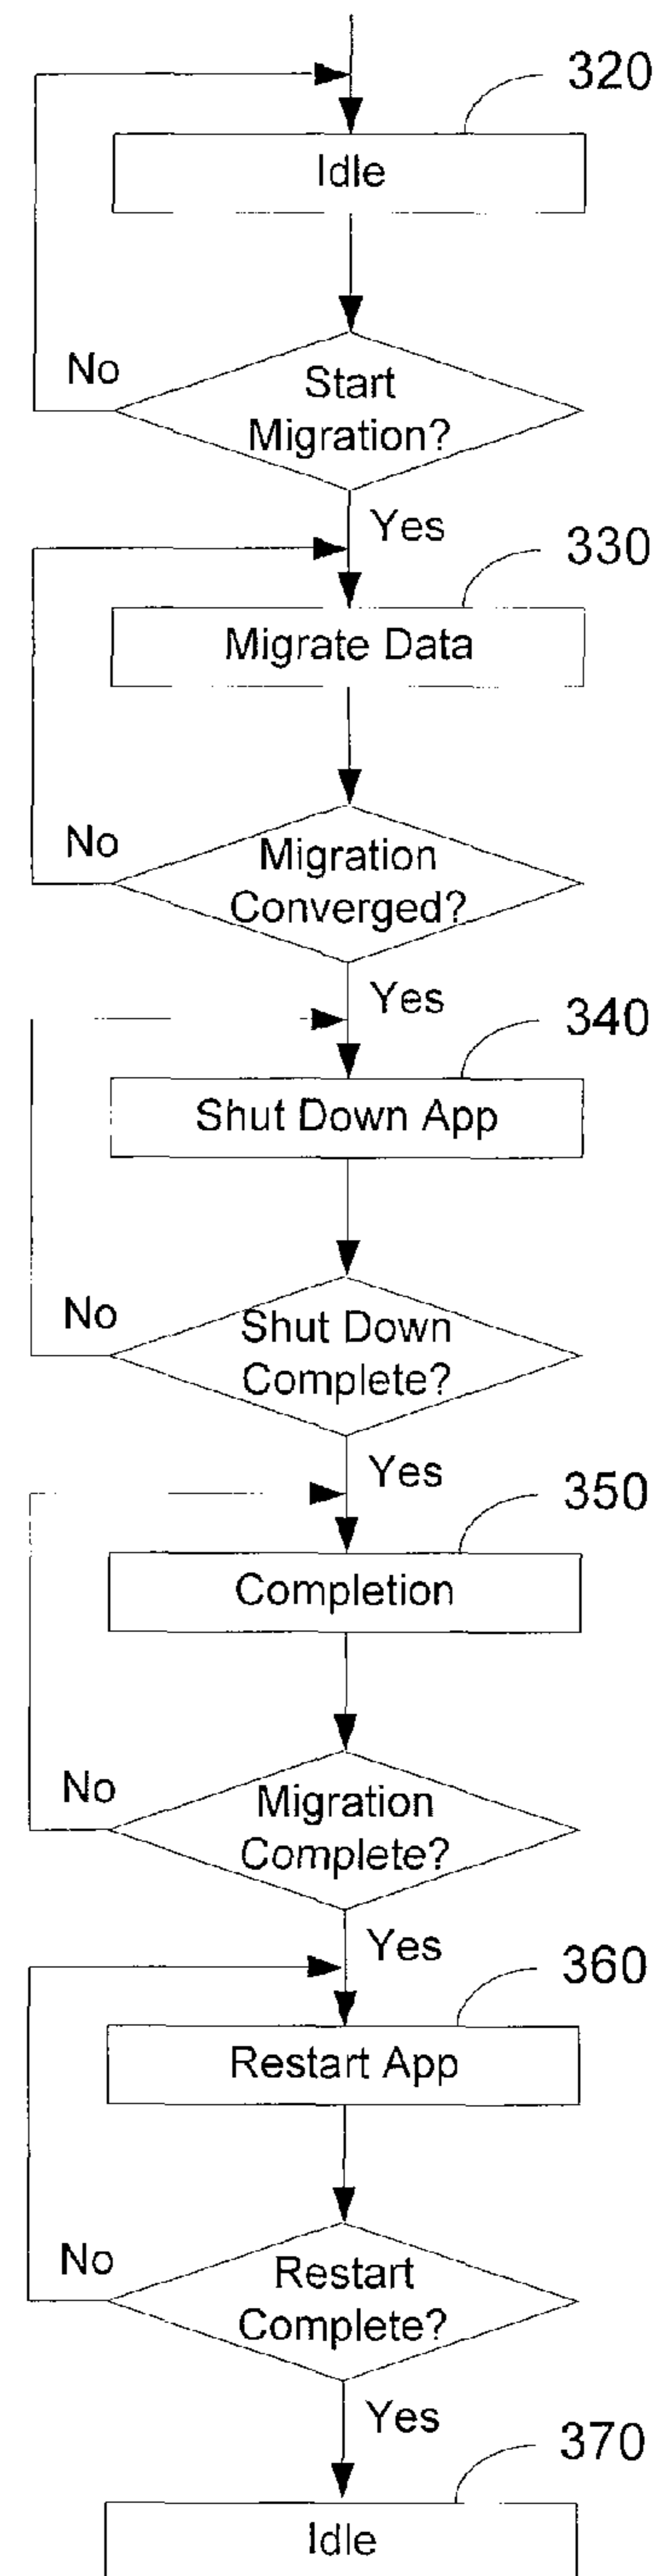 320
Idle
No
Start
Migration?
Yes
330
Migrate Data
No
Migration
Converged?
Yes
340
Shut Down App
No
Shut Down
Complete?
Yes
350
Completion
No
Migration
Complete?
Yes
360
Restart App
No
Restart
Complete?
Yes
370
Idle